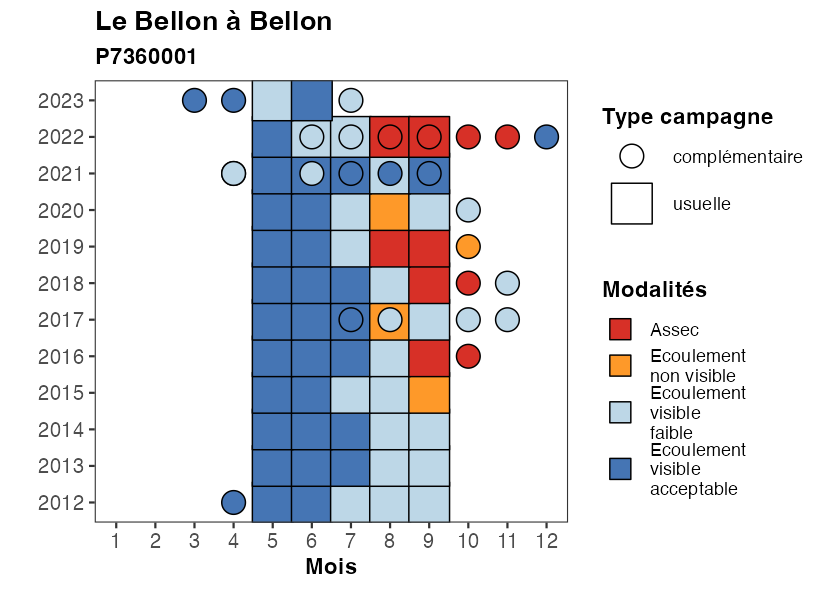 Le Bellon à Bellon
P7360001
2023
2022
2021
2020
2019
2018
2017
2016
2015
2014
2013
2012
1 2 3 4 5 6 7 8 9 10 11 12
Mois
Type campagne
complémentaire
usuelle
Modalités
Assec
Ecoulement
non visible
Ecoulement
visible
faible
Ecoulement
visible
acceptable